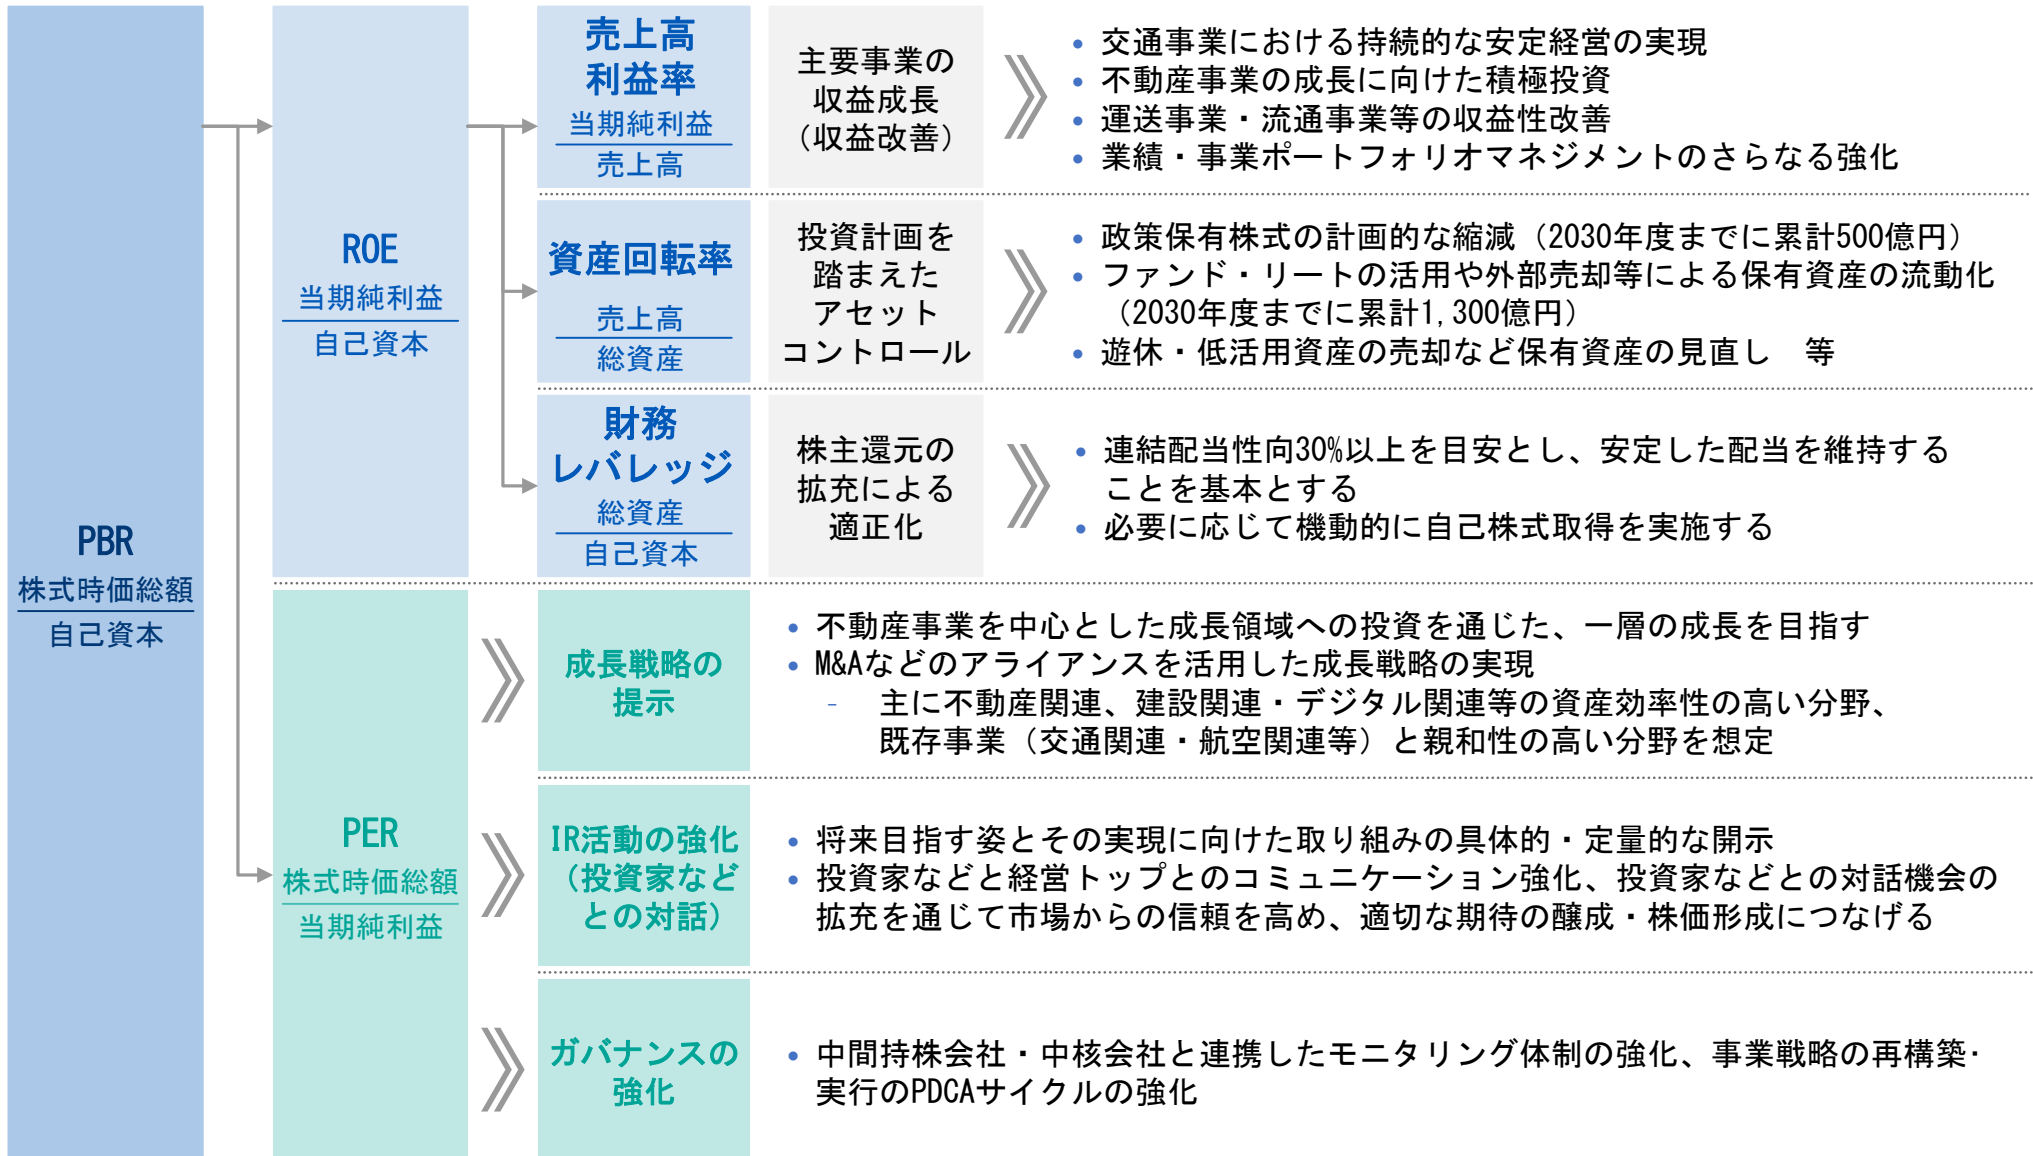 PBR
株式時価総額
自己資本
ROE
当期純利益
自己資本
売上高
利益率
当期純利益
売上高
主要事業の
収益成長
（収益改善）
• 交通事業における持続的な安定経営の実現
• 不動産事業の成長に向けた積極投資
• 運送事業・流通事業等の収益性改善
• 業績・事業ポートフォリオマネジメントのさらなる強化
資産回転率
売上高
総資産
投資計画を
踏まえた
アセット
コントロール
• 政策保有株式の計画的な縮減（2030年度までに累計500億円）
• ファンド・リートの活用や外部売却等による保有資産の流動化
（2030年度までに累計1,300億円）
• 遊休・低活用資産の売却など保有資産の見直し　等
財務
レバレッジ
総資産
自己資本
株主還元の
拡充による
適正化
• 連結配当性向30%以上を目安とし、安定した配当を維持する
ことを基本とする
• 必要に応じて機動的に自己株式取得を実施する
PER
株式時価総額
当期純利益
成長戦略の
提示
• 不動産事業を中心とした成長領域への投資を通じた、一層の成長を目指す
• M&Aなどのアライアンスを活用した成長戦略の実現
- 主に不動産関連、建設関連・デジタル関連等の資産効率性の高い分野、
既存事業（交通関連・航空関連等）と親和性の高い分野を想定
IR活動の強化
（投資家など
との対話）
• 将来目指す姿とその実現に向けた取り組みの具体的・定量的な開示
• 投資家などと経営トップとのコミュニケーション強化、投資家などとの対話機会の
拡充を通じて市場からの信頼を高め、適切な期待の醸成・株価形成につなげる
ガバナンスの
強化
• 中間持株会社・中核会社と連携したモニタリング体制の強化、事業戦略の再構築・
実行のPDCAサイクルの強化